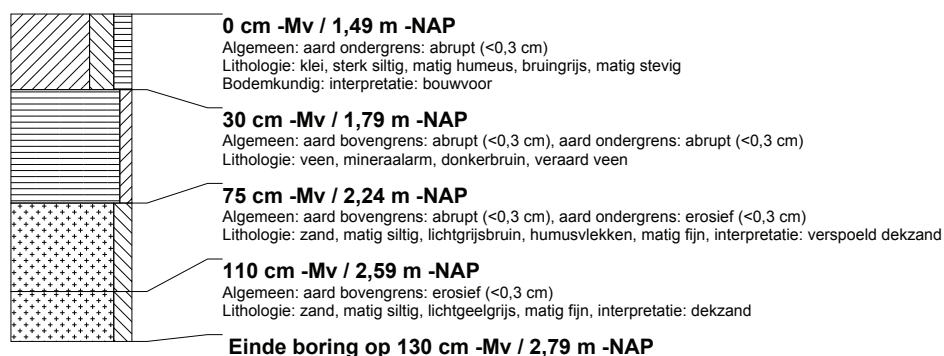 0 cm -Mv / 1,49 m -NAP
Algemeen: aard ondergrens: abrupt (<0,3 cm)
Lithologie: klei, sterk siltig, matig humeus, bruingrijs, matig stevig
Bodemkundig: interpretatie: bouwvoor
30 cm -Mv / 1,79 m -NAP
Algemeen: aard bovengrens: abrupt (<0,3 cm), aard ondergrens: abrupt (<0,3 cm)
Lithologie: veen, mineraalarm, donkerbruin, veraard veen
75 cm -Mv / 2,24 m -NAP
Algemeen: aard bovengrens: abrupt (<0,3 cm), aard ondergrens: erosief (<0,3 cm)
Lithologie: zand, matig siltig, lichtgrijsbruin, humusvlekken, matig fijn, interpretatie: verspoeld dekzand
110 cm -Mv / 2,59 m -NAP
Algemeen: aard bovengrens: erosief (<0,3 cm)
Lithologie: zand, matig siltig, lichtgeelgrijs, matig fijn, interpretatie: dekzand
Einde boring op 130 cm -Mv / 2,79 m -NAP